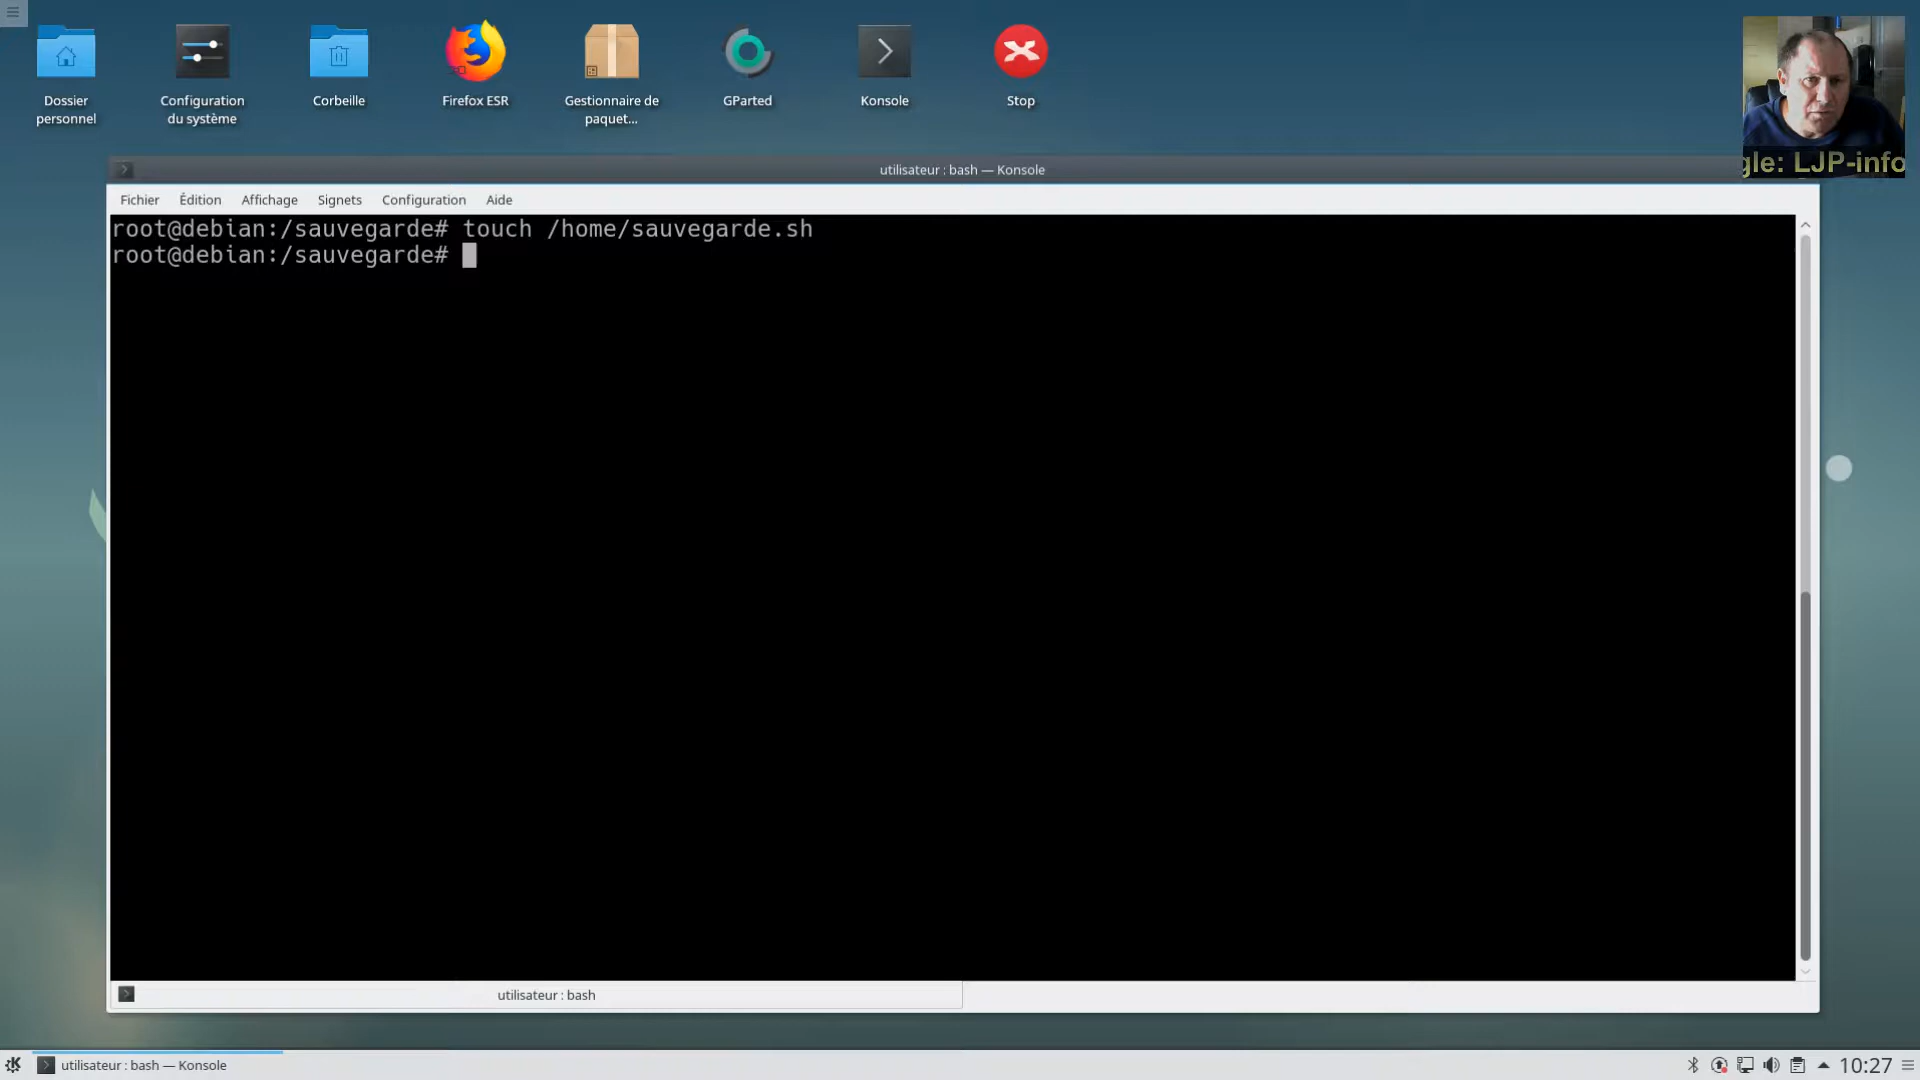 Dossier
personnel
Configuration
du système
Corbeille
Firefox ESR
Gestionnaire de
paquet...
GParted
Konsole
Stop
gle: LJP-info
utilisateur : bash — Konsole
Fichier Édition Affichage Signets Configuration Aide
root@debian:/sauvegarde# touch /home/sauvegarde.sh
root@debian:/sauvegarde#
utilisateur : bash
utilisateur : bash — Konsole
10:27